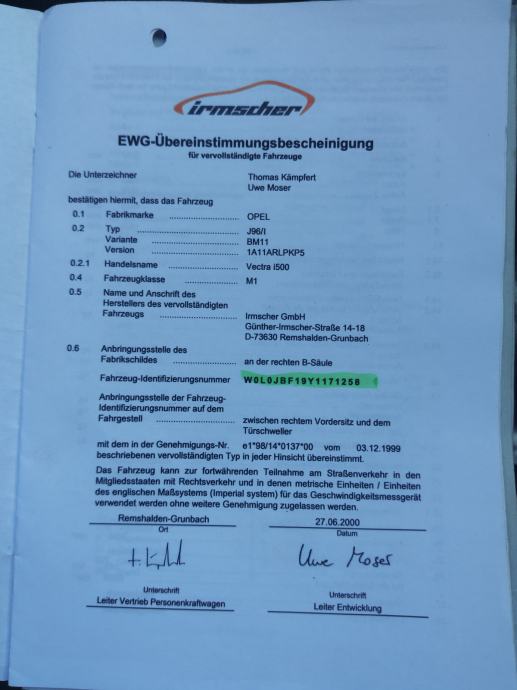 irmscher
EWG-Übereinstimmungsbescheinigung
für vervollständigte Fahrzeuge
Die Unterzeichner Thomas Kämpfert
Uwe Moser
bestätigen hiermit, dass das Fahrzeug
0.1 Fabrikmarke .................... OPEL
0.2 Typ .................... J96/I
Variante .................... BM11
Version .................... 1A11ARLPKP5
0.2.1 Handelsname .................... Vectra i500
0.4 Fahrzeugklasse .................... M1
0.5 Name und Anschrift des
Herstellers des vervollständigten
Fahrzeugs .................... Irmscher GmbH
Günther-Irmscher-Straße 14-18
D-73630 Remshalden-Grunbach
0.6 Anbringungsstelle des
Fabrikschildes .................... an der rechten B-Säule
Fahrzeug-Identifizierungsnummer W0L0JBF19Y1171258
Anbringungsstelle der Fahrzeug-
Identifizierungsnummer auf dem
Fahrgestell .................... zwischen rechtem Vordersitz und dem
Türschweller
mit dem in der Genehmigungs-Nr. e1*98/14*0137*00 vom 03.12.1999
beschriebenen vervollständigten Typ in jeder Hinsicht übereinstimmt.
Das Fahrzeug kann zur fortwährenden Teilnahme am Straßenverkehr in den
Mitgliedsstaaten mit Rechtsverkehr und in denen metrische Einheiten / Einheiten
des englischen Maßsystems (Imperial system) für das Geschwindigkeitsmessgerät
verwendet werden ohne weitere Genehmigung zugelassen werden.
Remshalden-Grunbach 27.06.2000
Ort Datum
Uwe Moser
Unterschrift Unterschrift
Leiter Vertrieb Personenkraftwagen Leiter Entwicklung